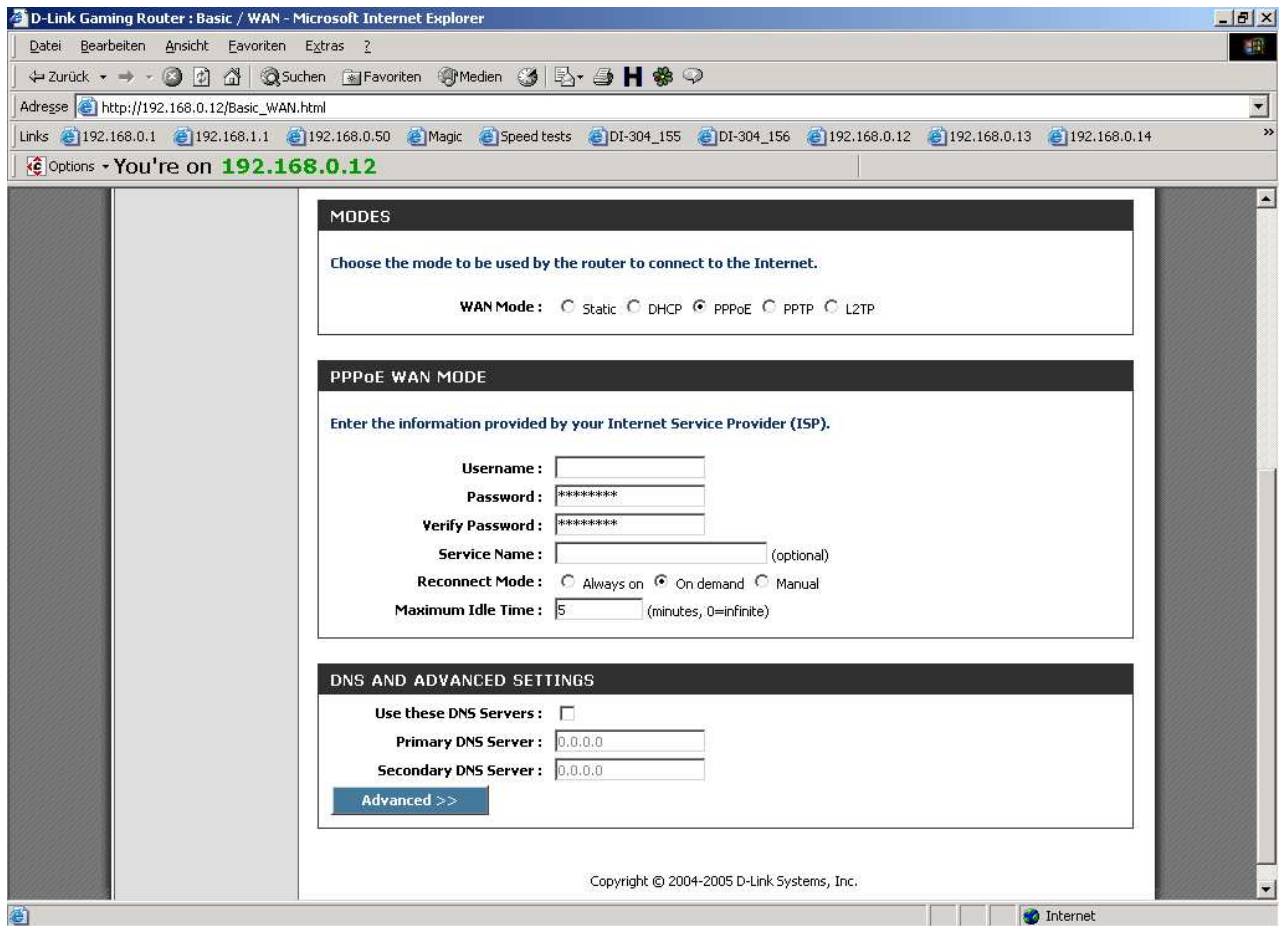 D-Link Gaming Router : Basic / WAN - Microsoft Internet Explorer
Datei Bearbeiten Ansicht Favoriten Extras ?
Zurück Suchen Favoriten Medien H
Adresse http://192.168.0.12/Basic_WAN.html
Links 192.168.0.1 192.168.1.1 192.168.0.50 Magic Speed tests DI-304_155 DI-304_156 192.168.0.12 192.168.0.13 192.168.0.14 »
Options You're on 192.168.0.12
MODES
Choose the mode to be used by the router to connect to the Internet.
WAN Mode : Static DHCP PPPoE PPTP L2TP
PPPoE WAN MODE
Enter the information provided by your Internet Service Provider (ISP).
Username :
Password : ********
Verify Password : ********
Service Name : (optional)
Reconnect Mode : Always on On demand Manual
Maximum Idle Time : 5 (minutes, 0=infinite)
DNS AND ADVANCED SETTINGS
Use these DNS Servers :
Primary DNS Server : 0.0.0.0
Secondary DNS Server : 0.0.0.0
Advanced >>
Copyright © 2004-2005 D-Link Systems, Inc.
Internet